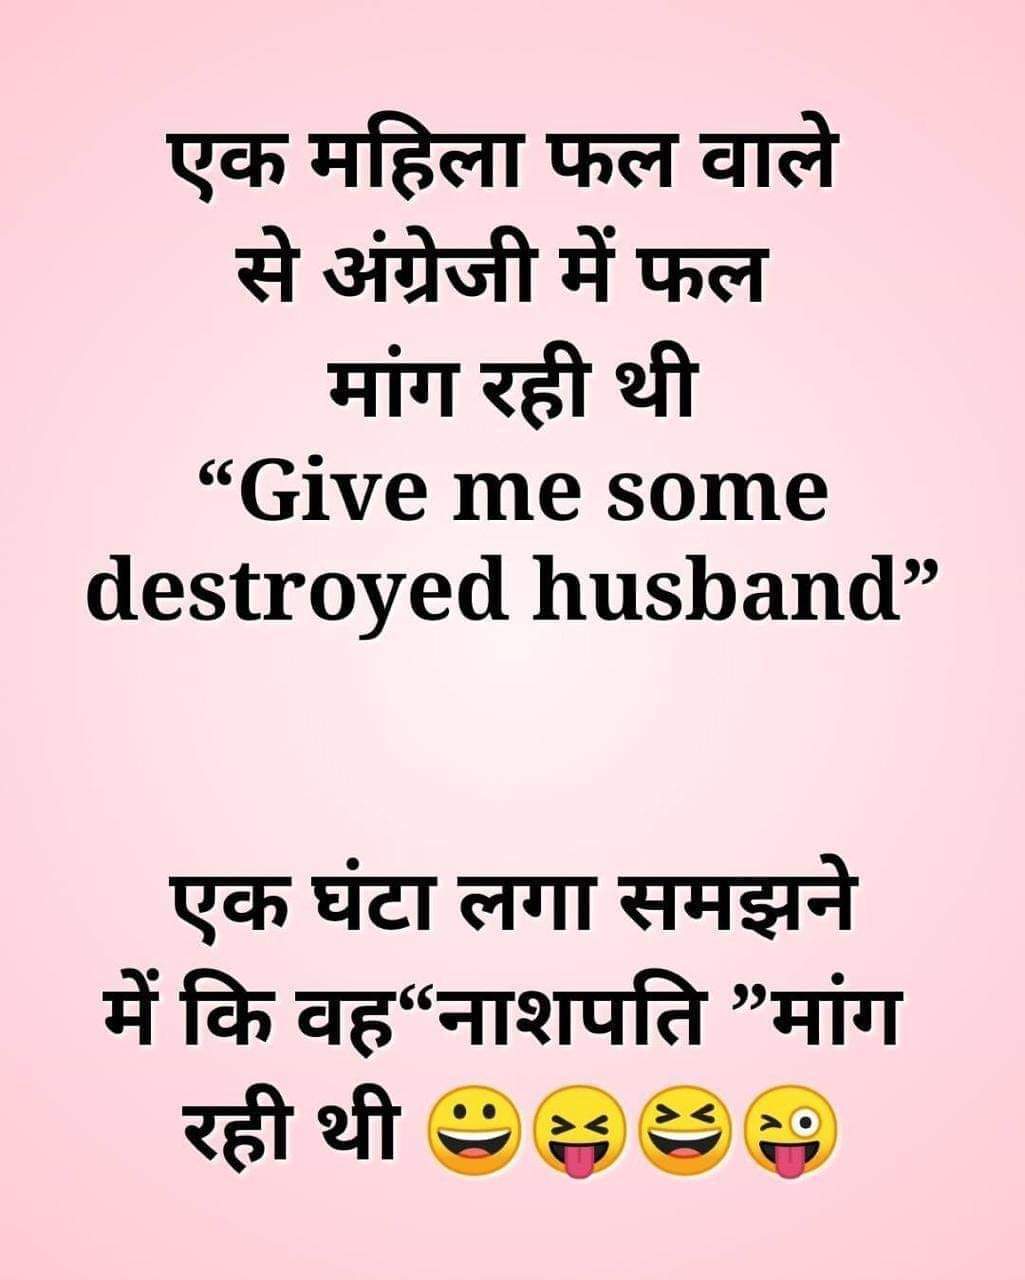 एक महिला फल वाले
से अंग्रेजी में फल
मांग रही थी
“Give me some
destroyed husband”
एक घंटा लगा समझने
में कि वह“नाशपति ”मांग
रही थी 😀😝😆😜